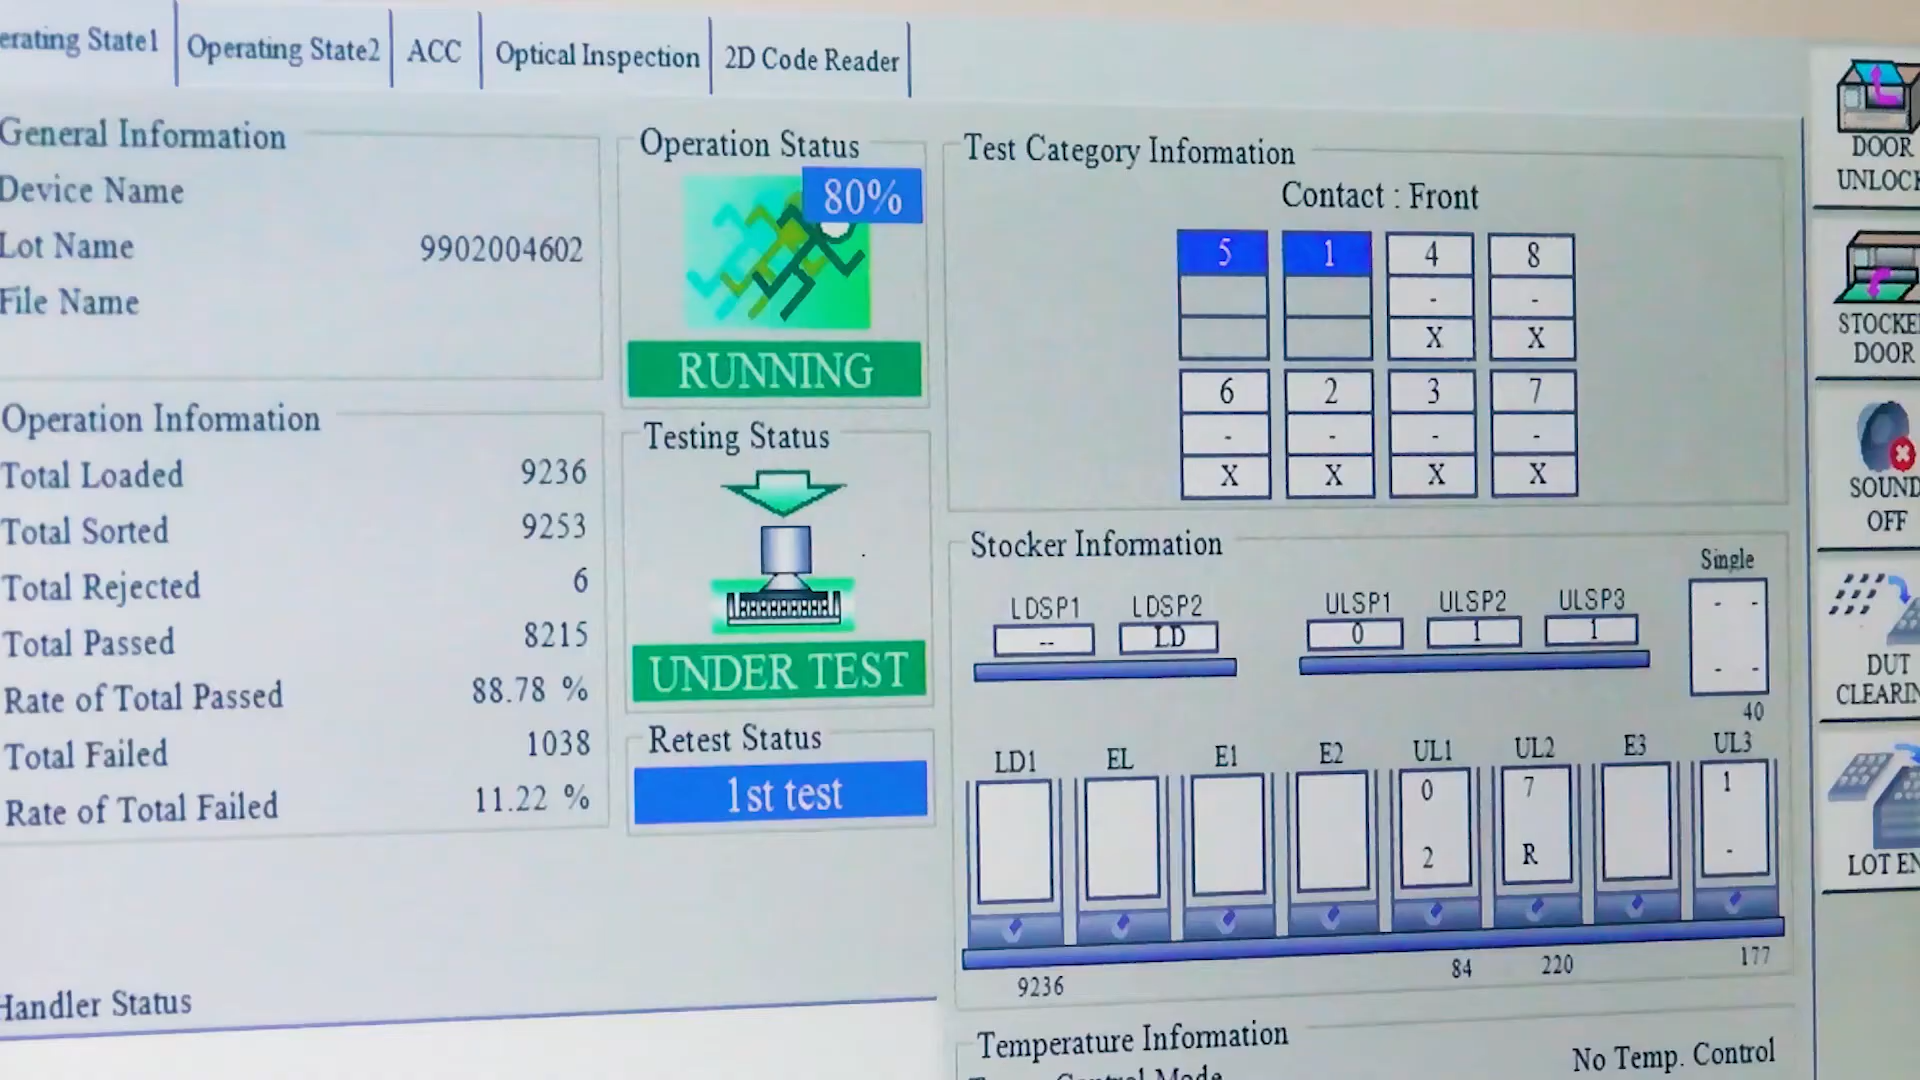 erating State1
Operating State2
ACC
Optical Inspection
2D Code Reader
General Information
Device Name
Lot Name 9902004602
File Name
Operation Information
Total Loaded 9236
Total Sorted 9253
Total Rejected 6
Total Passed 8215
Rate of Total Passed 88.78 %
Total Failed 1038
Rate of Total Failed 11.22 %
Handler Status
Operation Status
80%
RUNNING
Testing Status
UNDER TEST
Retest Status
1st test
Test Category Information
Contact : Front
5 1 4 8
- -
X X
6 2 3 7
- - - -
X X X X
Stocker Information
LDSP1 LDSP2 ULSP1 ULSP2 ULSP3 Single
-- LD 0 1 1
- -
- -
40
LD1 EL E1 E2 UL1 UL2 E3 UL3
0 7 1
2 R -
9236 84 220 177
Temperature Information
No Temp. Control
Control Mode
DOOR
UNLOCK
STOCKE
DOOR
SOUND
OFF
DUT
CLEARIN
LOT EN